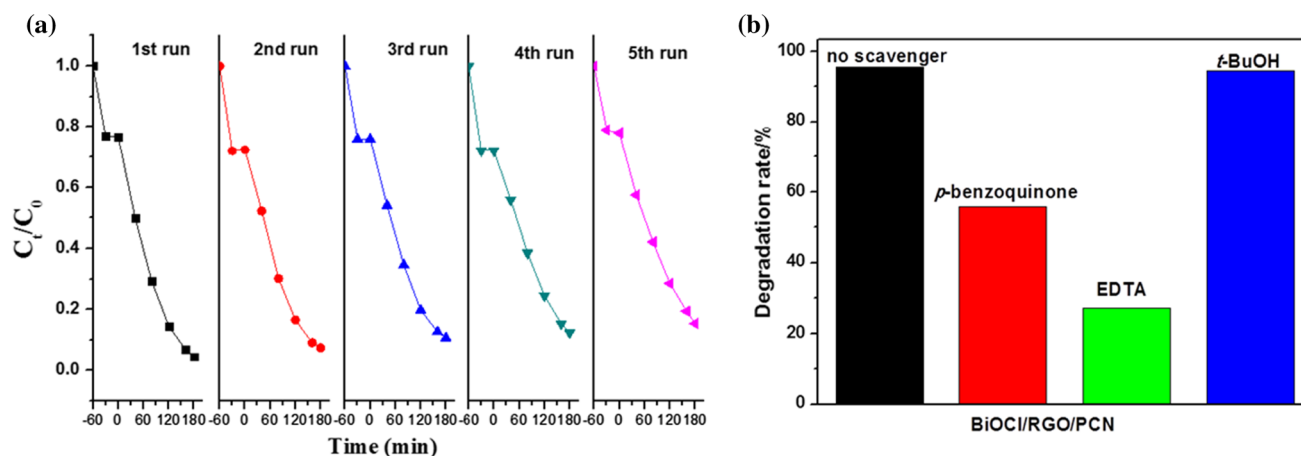 (a)
1st run
2nd run
3rd run
4th run
5th run
1.0
0.8
0.6
0.4
0.2
0.0
Ct/C0
-60 0 60 120 180
-60 0 60 120 180
-60 0 60 120 180
-60 0 60 120 180
-60 0 60 120 180
Time (min)
(b)
100
80
60
40
20
0
Degradation rate/%
no scavenger
p-benzoquinone
EDTA
t-BuOH
BiOCl/RGO/PCN